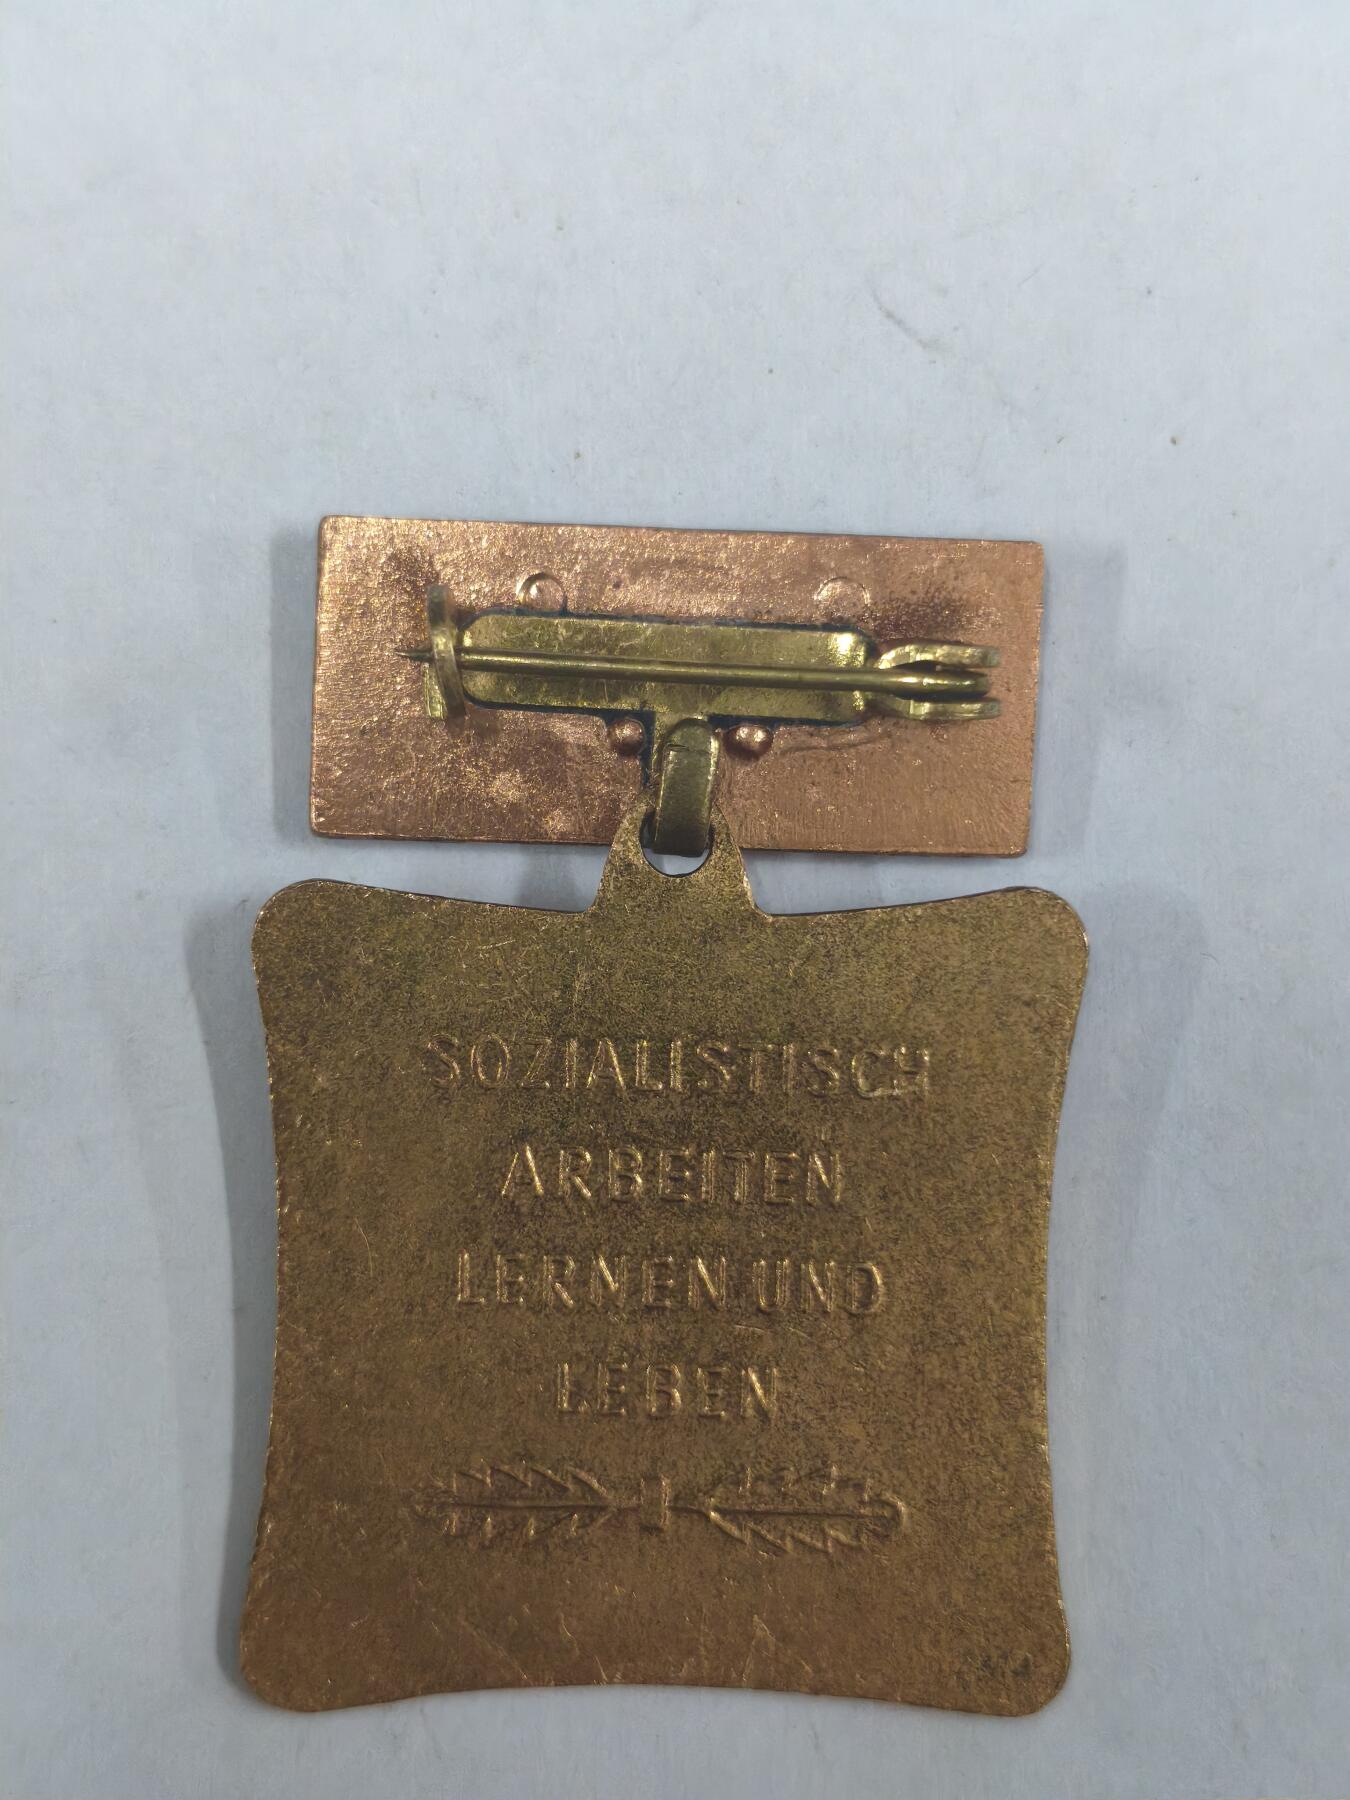 SOZIALISTISCH
ARBEITEN
LERNEN UND
LEBEN